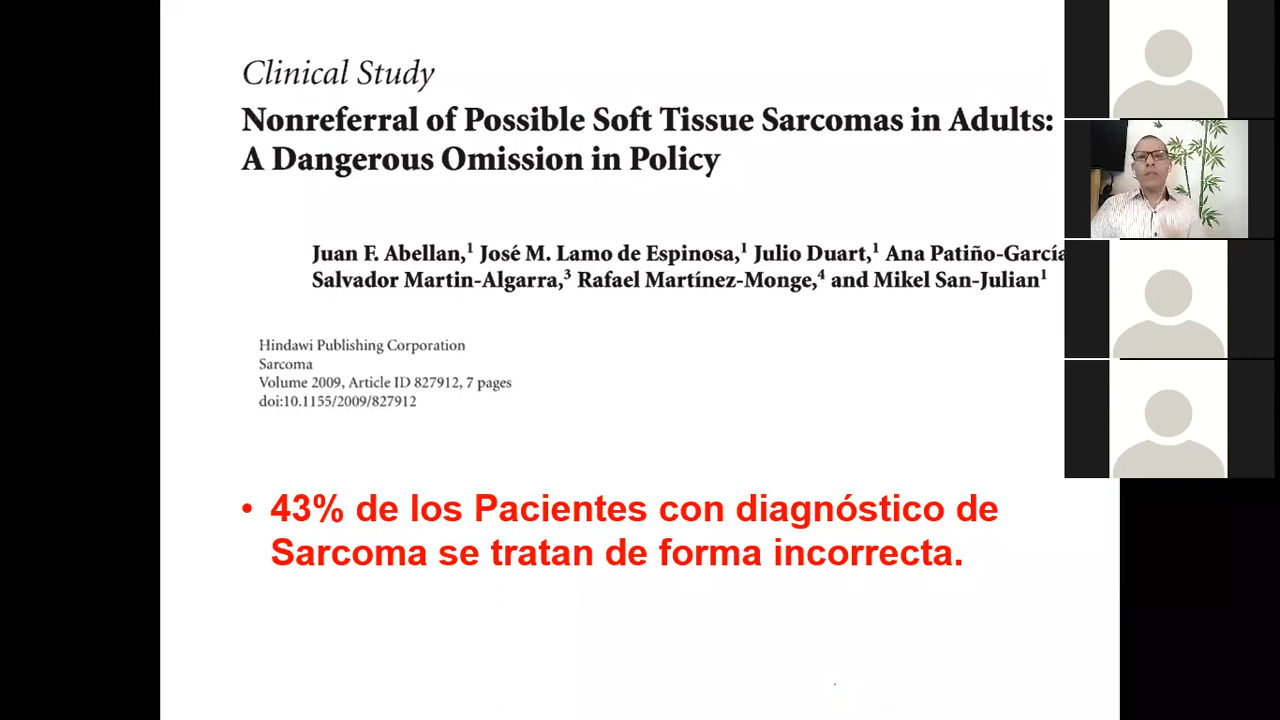 Clinical Study
Nonreferral of Possible Soft Tissue Sarcomas in Adults:
A Dangerous Omission in Policy
Juan F. Abellan,1 José M. Lamo de Espinosa,1 Julio Duart,1 Ana Patiño-García
Salvador Martin-Algarra,3 Rafael Martínez-Monge,4 and Mikel San-Julian1
Hindawi Publishing Corporation
Sarcoma
Volume 2009, Article ID 827912, 7 pages
doi:10.1155/2009/827912
• 43% de los Pacientes con diagnóstico de
Sarcoma se tratan de forma incorrecta.